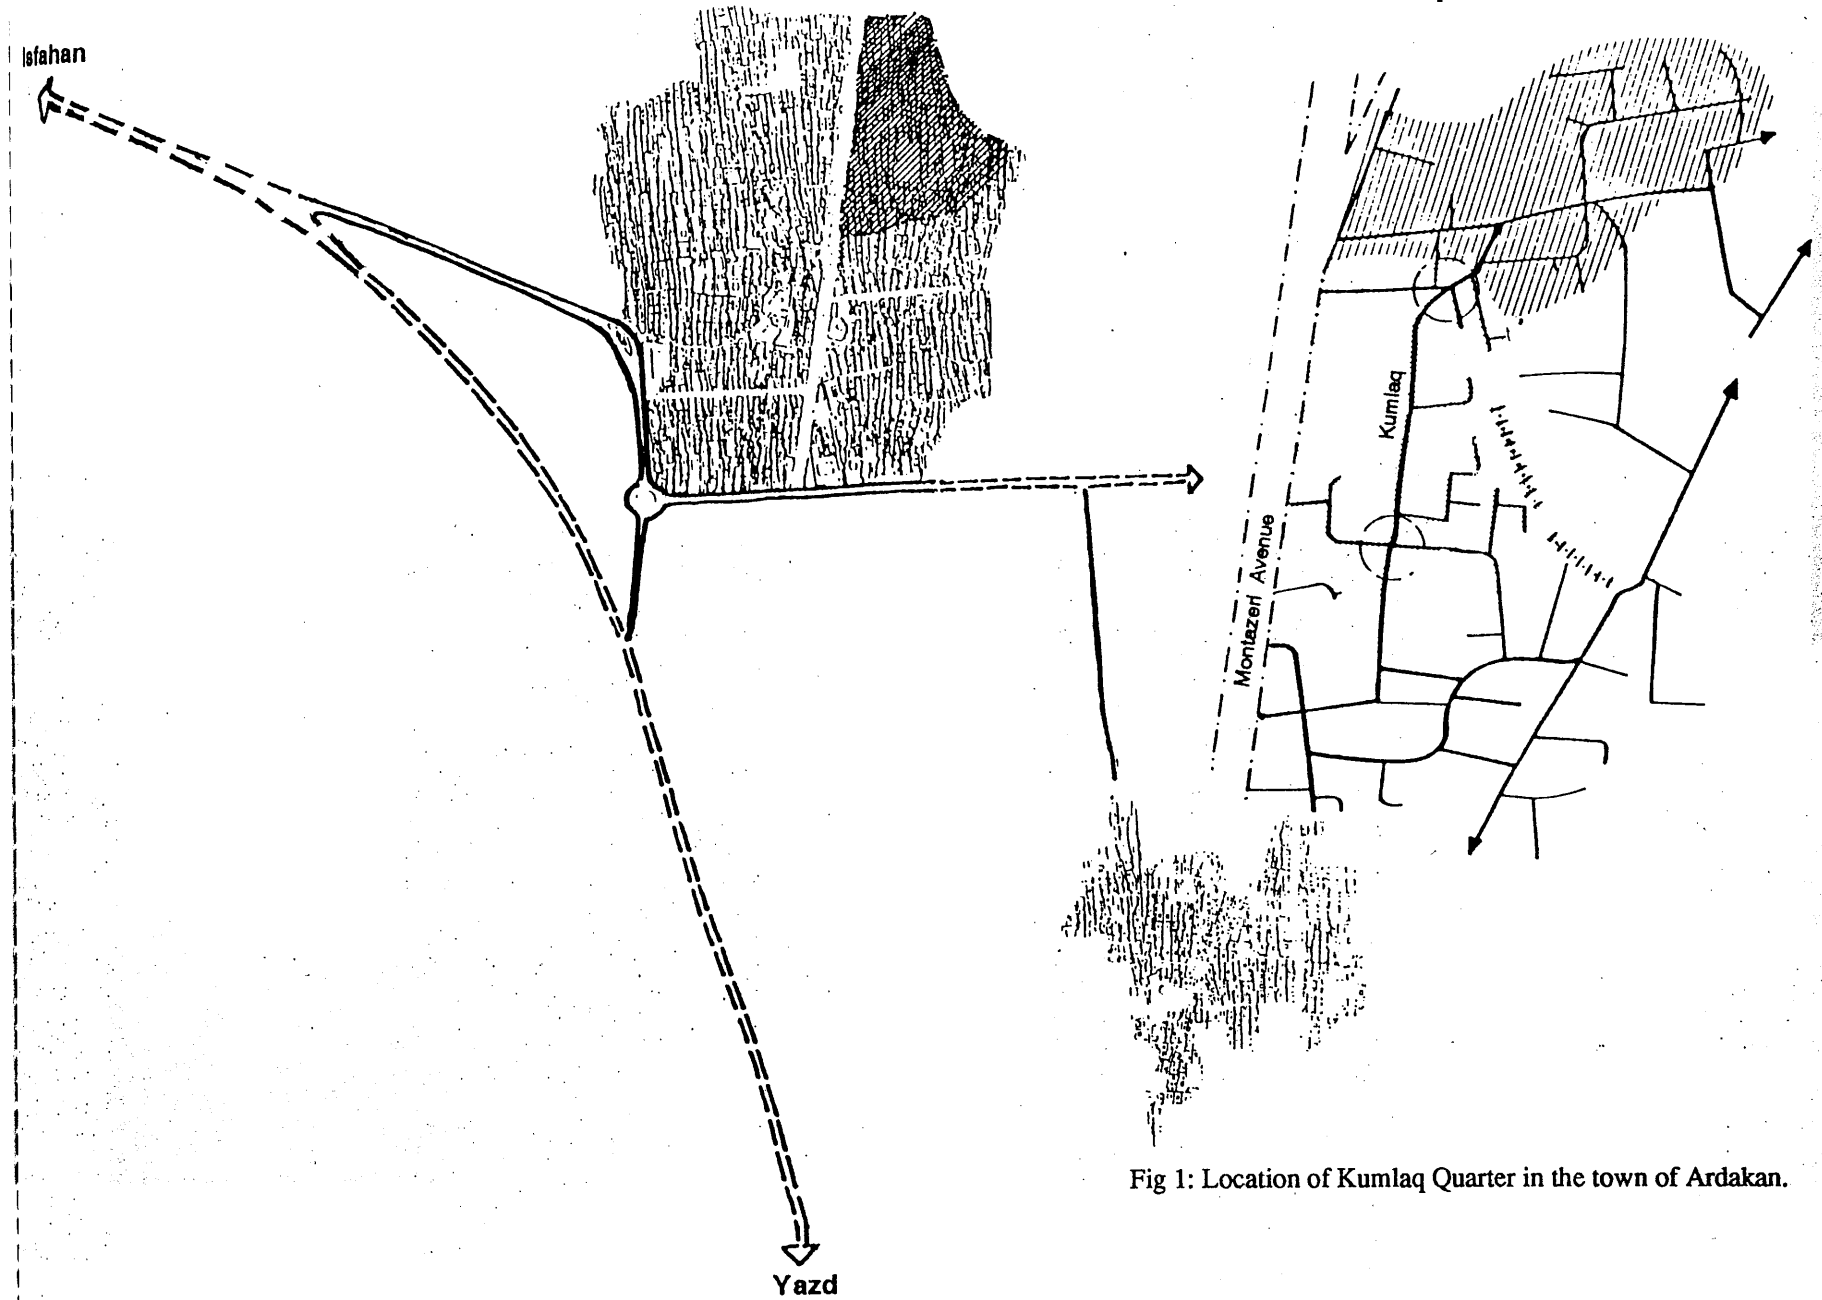 Isfahan
Kumlaq
Montazeri Avenue
Fig 1: Location of Kumlaq Quarter in the town of Ardakan.
Yazd